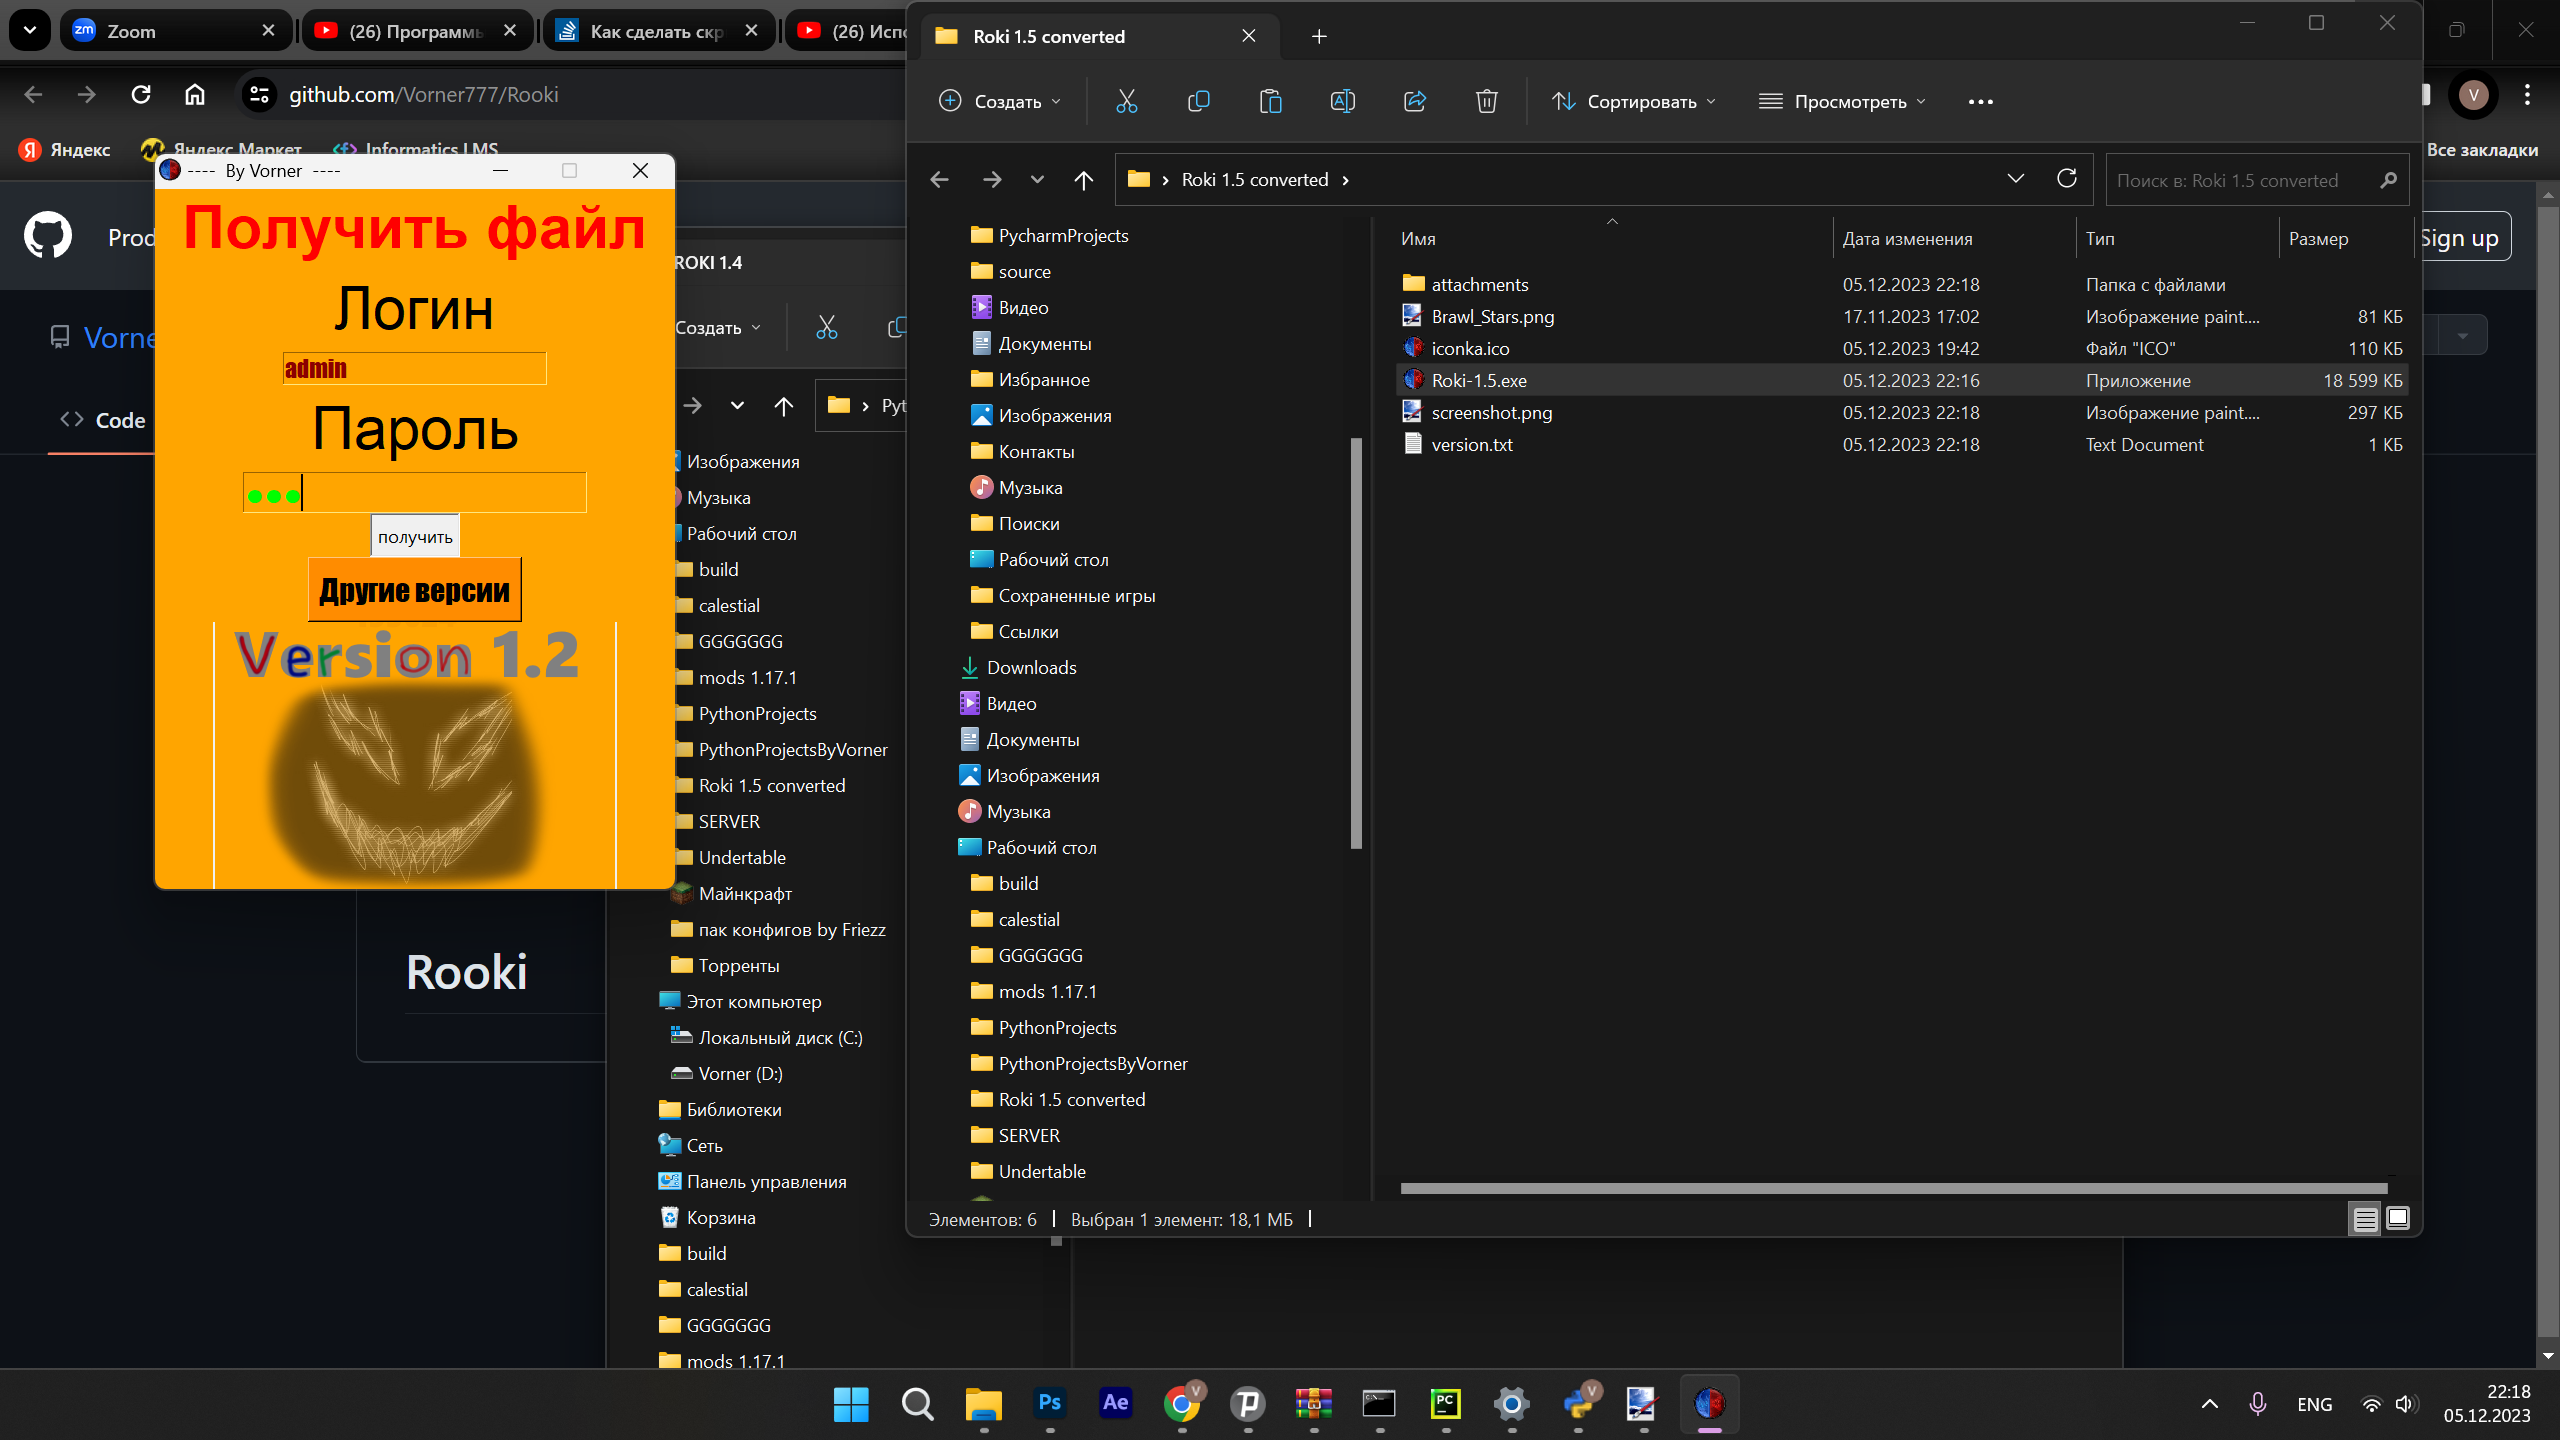 Zoom
(26) Программь
Как сделать скр
(26) Испо
github.com/Vorner777/Rooki
Яндекс
Яндекс Маркет
Informatics LMS
Все закладки
Prod
Sign up
Vorne
Code
Rooki
---- By Vorner ----
Получить файл
Логин
admin
Пароль
получить
Другие версии
Version 1.2
ROKI 1.4
Создать
Pyt
Изображения
Музыка
Рабочий стол
build
calestial
GGGGGGG
mods 1.17.1
PythonProjects
PythonProjectsByVorner
Roki 1.5 converted
SERVER
Undertable
Майнкрафт
пак конфигов by Friezz
Торренты
Этот компьютер
Локальный диск (C:)
Vorner (D:)
Библиотеки
Сеть
Панель управления
Корзина
build
calestial
GGGGGGG
mods 1.17.1
Roki 1.5 converted
Создать
Сортировать
Просмотреть
Roki 1.5 converted
Поиск в: Roki 1.5 converted
PycharmProjects
source
Видео
Документы
Избранное
Изображения
Контакты
Музыка
Поиски
Рабочий стол
Сохраненные игры
Ссылки
Downloads
Видео
Документы
Изображения
Музыка
Рабочий стол
build
calestial
GGGGGGG
mods 1.17.1
PythonProjects
PythonProjectsByVorner
Roki 1.5 converted
SERVER
Undertable
Имя Дата изменения Тип Размер
attachments 05.12.2023 22:18 Папка с файлами
Brawl_Stars.png 17.11.2023 17:02 Изображение paint.... 81 КБ
iconka.ico 05.12.2023 19:42 Файл "ICO" 110 КБ
Roki-1.5.exe 05.12.2023 22:16 Приложение 18 599 КБ
screenshot.png 05.12.2023 22:18 Изображение paint.... 297 КБ
version.txt 05.12.2023 22:18 Text Document 1 КБ
Элементов: 6
Выбран 1 элемент: 18,1 МБ
Ps
Ae
V
PC
V
ENG
22:18
05.12.2023